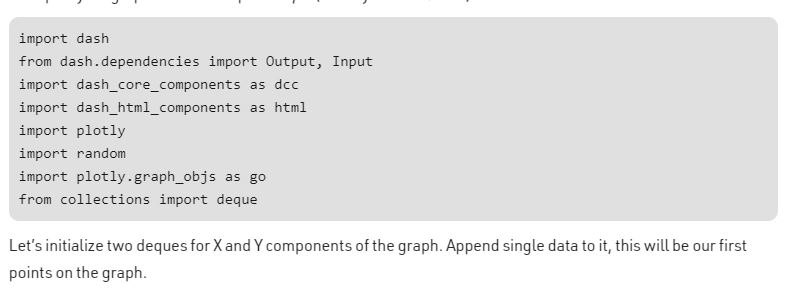 import dash
from dash.dependencies import Output, Input
import dash_core_components as dcc
import dash_html_components as html
import plotly
import random
import plotly.graph_objs as go
from collections import deque
Let's initialize two deques for X and Y components of the graph. Append single data to it, this will be our first
points on the graph.